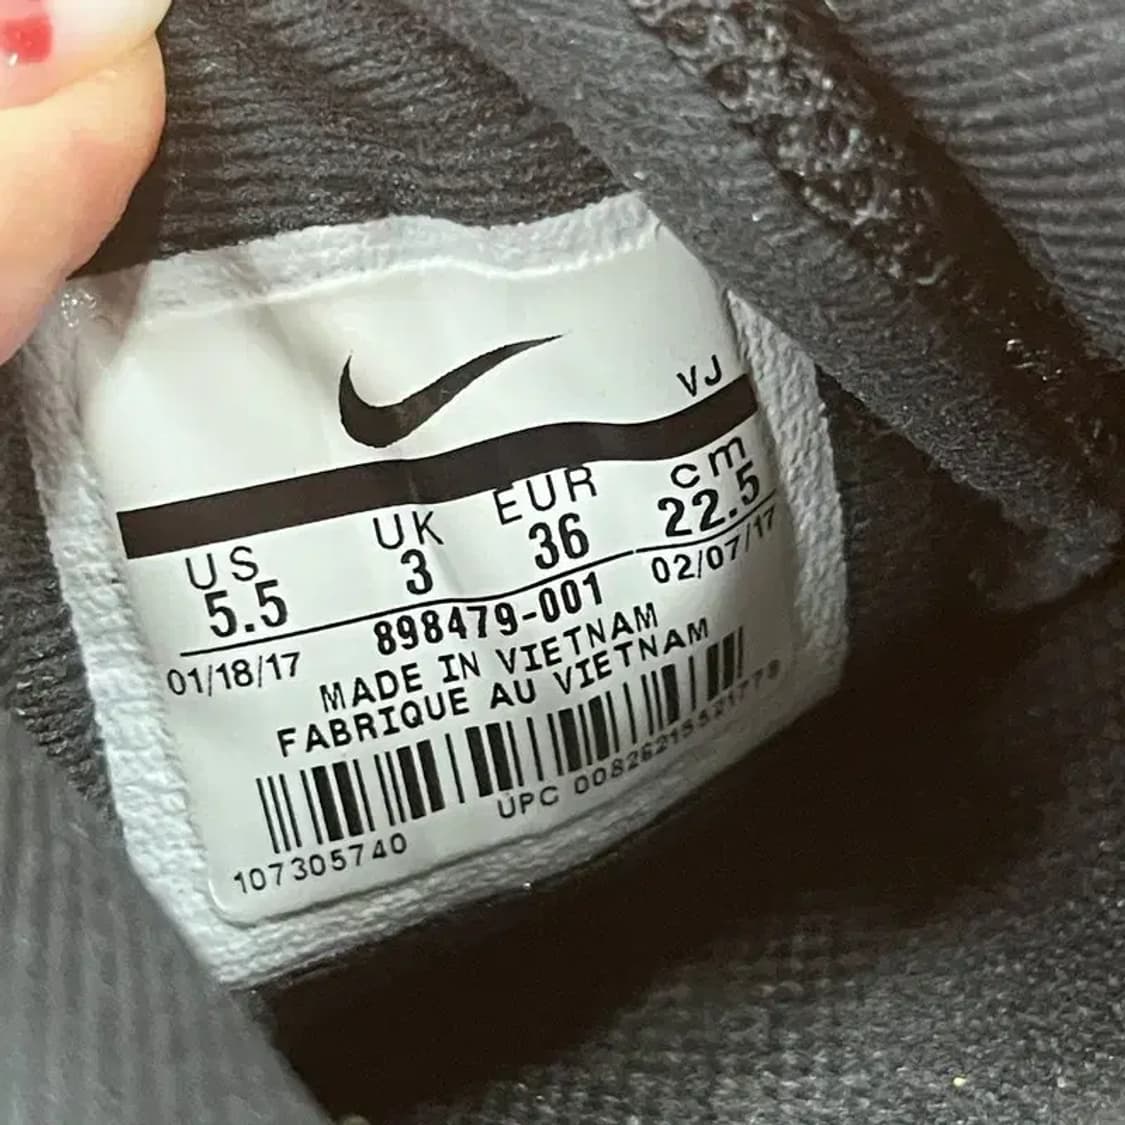 VJ
US UK EUR cm
5.5 3 36 22.5
01/18/17 898479-001 02/07/17
MADE IN VIETNAM
FABRIQUE AU VIETNAM
107305740 UPC